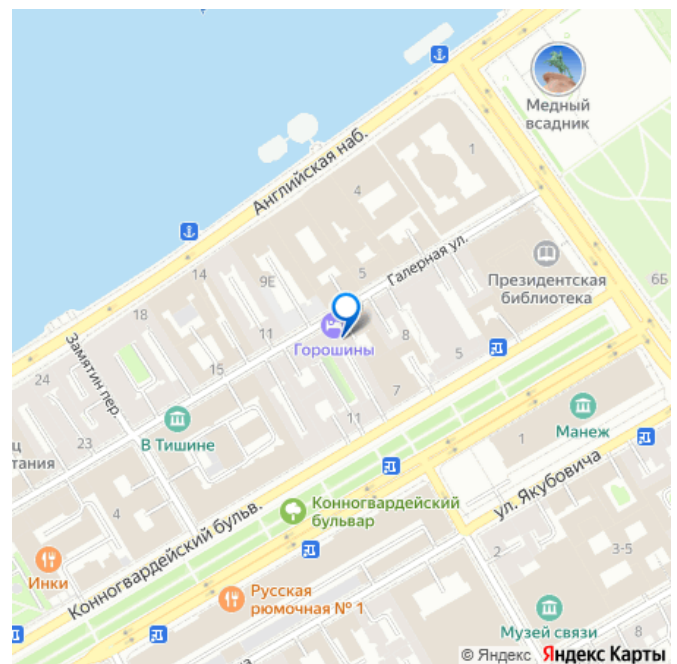 Медный
всадник
1
Английская наб.
4
Галерная ул.
14
9Е
5
Президентская
библиотека
6Б
18
11
Горошины
8
Замятин пер.
15
5
24
7
11
1
Манеж
23
В Тишине
ц
тания
4
Конногвардейский
бульвар
ул. Якубовича
Конногвардейский бульв.
2
3-5
Инки
Русская
рюмочная № 1
Музей связи
8
© Яндекс Яндекс Карты